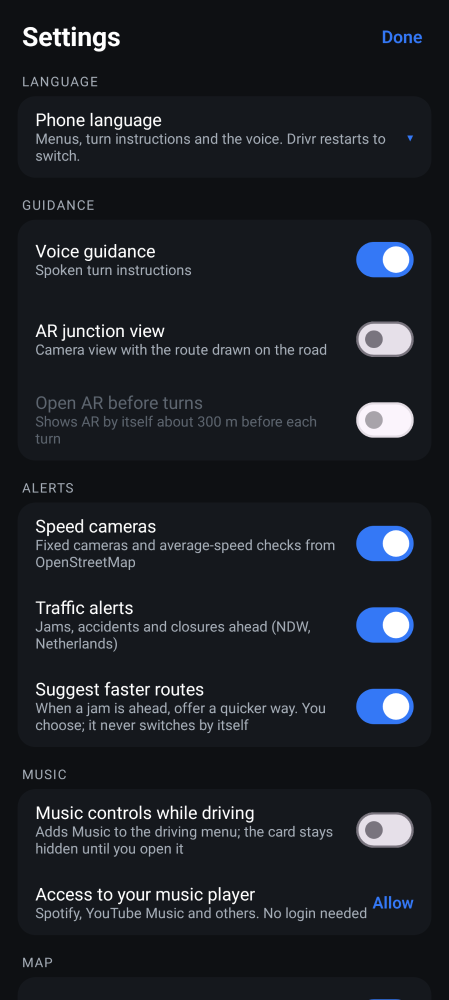 Settings
Done
LANGUAGE
Phone language
Menus, turn instructions and the voice. Drivr restarts to
switch.
GUIDANCE
Voice guidance
Spoken turn instructions
AR junction view
Camera view with the route drawn on the road
Open AR before turns
Shows AR by itself about 300 m before each
turn
ALERTS
Speed cameras
Fixed cameras and average-speed checks from
OpenStreetMap
Traffic alerts
Jams, accidents and closures ahead (NDW,
Netherlands)
Suggest faster routes
When a jam is ahead, offer a quicker way. You
choose; it never switches by itself
MUSIC
Music controls while driving
Adds Music to the driving menu; the card stays
hidden until you open it
Access to your music player
Spotify, YouTube Music and others. No login needed
Allow
MAP